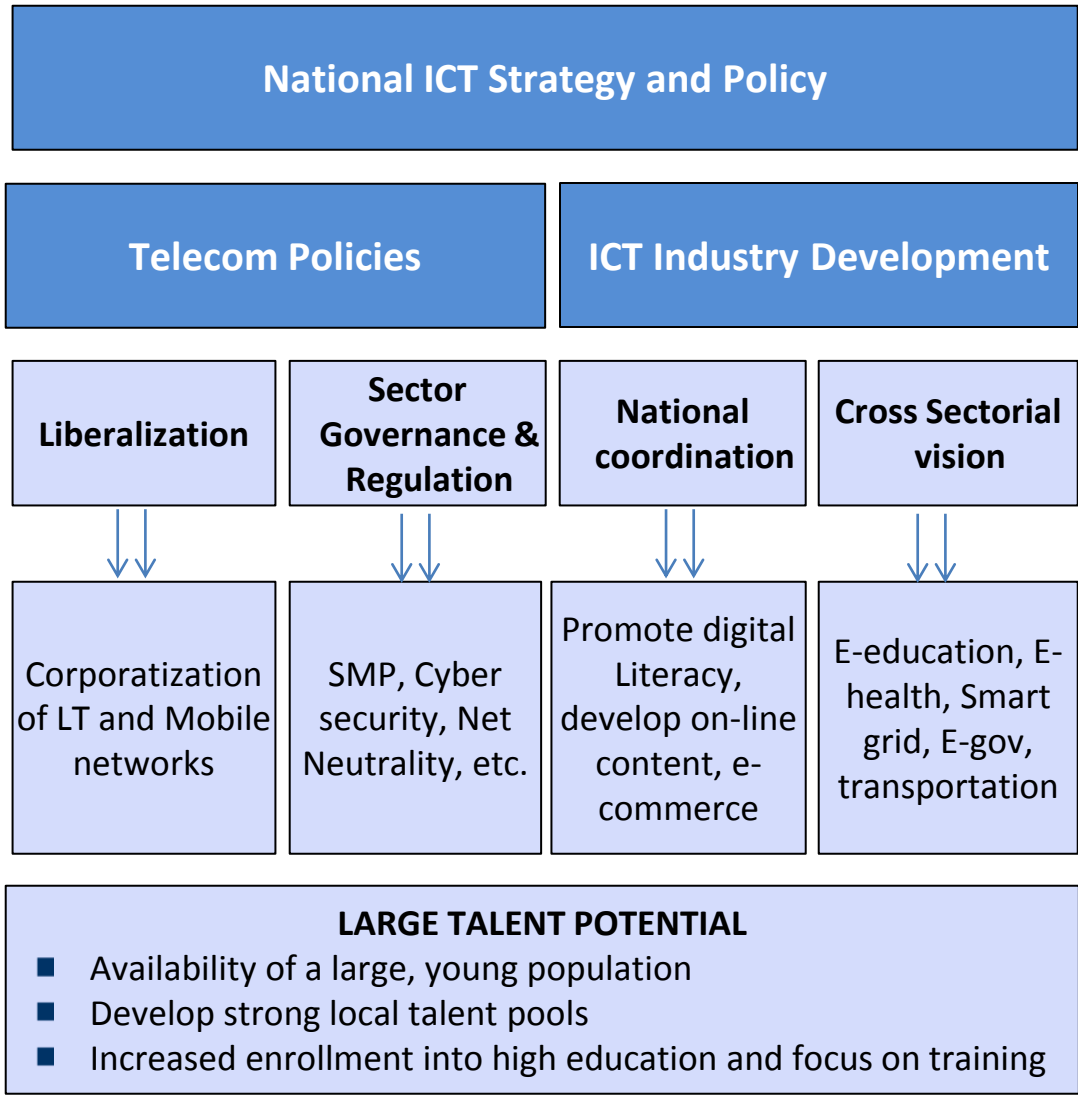 National ICT Strategy and Policy
Telecom Policies
ICT Industry Development
Liberalization
Sector
Governance &
Regulation
National
coordination
Cross Sectorial
vision
Corporatization
of LT and Mobile
networks
SMP, Cyber
security, Net
Neutrality, etc.
Promote digital
Literacy,
develop on-line
content, e-
commerce
E-education, E-
health, Smart
grid, E-gov,
transportation
LARGE TALENT POTENTIAL
Availability of a large, young population
Develop strong local talent pools
Increased enrollment into high education and focus on training